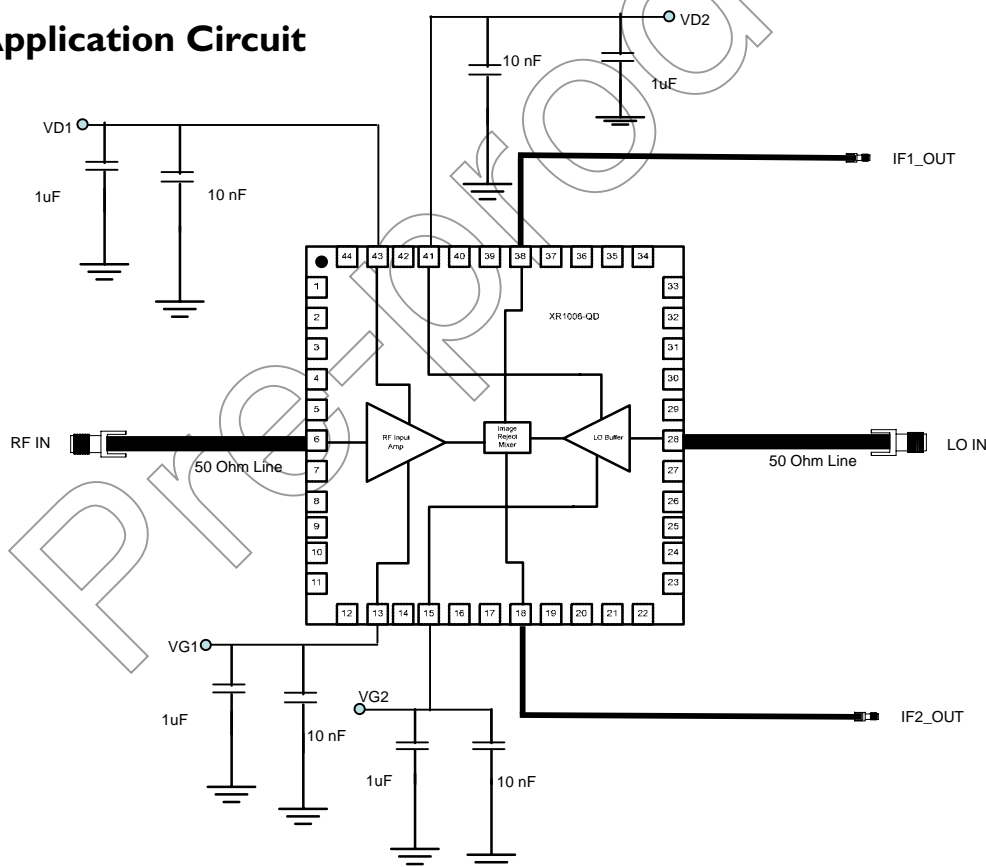 Application Circuit
VD2
10 nF
1uF
VD1
1uF
10 nF
IF1_OUT
44 43 42 41 40 39 38 37 36 35 34
1
2
3
4
5
6
7
8
9
10
11
33
32
31
30
29
28
27
26
25
24
23
XR1006-QD
RF Input
Amp
Image
Reject
Mixer
LO Buffer
RF IN
50 Ohm Line
LO IN
50 Ohm Line
12 13 14 15 16 17 18 19 20 21 22
VG1
1uF
10 nF
VG2
1uF
10 nF
IF2_OUT
Pre-prod